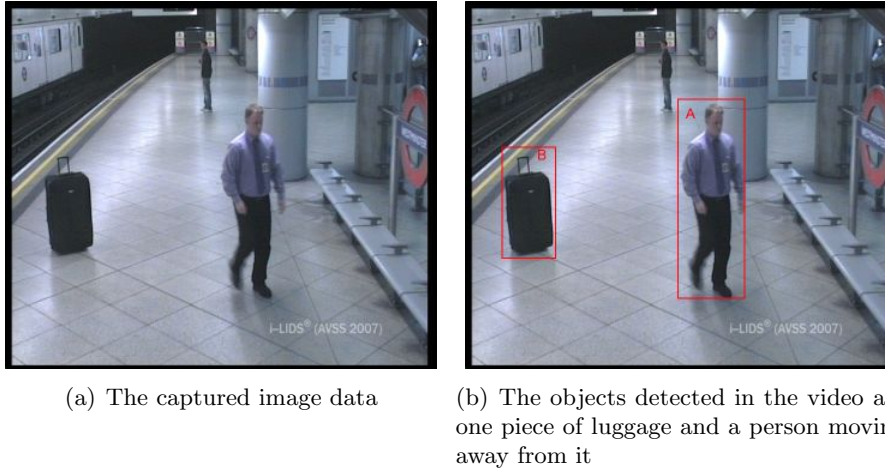 i-LIDS® (AVSS 2007)
A
B
i-LIDS® (AVSS 2007)
(a) The captured image data
(b) The objects detected in the video a
one piece of luggage and a person movin
away from it